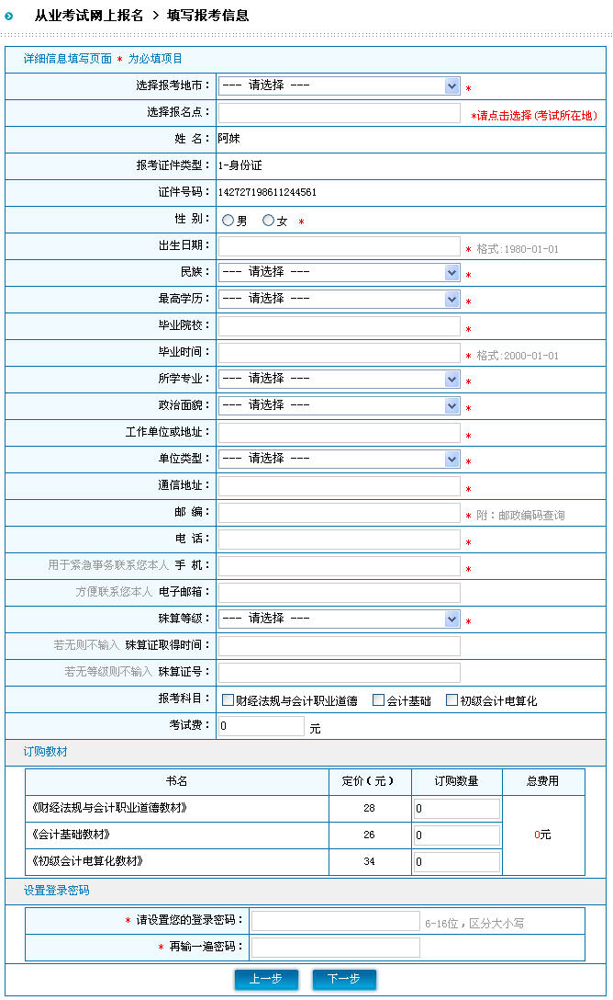 从业考试网上报名 > 填写报考信息
详细信息填写页面 * 为必填项目
选择报考地市： --- 请选择 --- *
选择报名点： *请点击选择(考试所在地)
姓 名： 阿妹
报考证件类型： 1-身份证
证件号码： 142727198611244561
性 别： 男 女 *
出生日期： * 格式:1980-01-01
民族： --- 请选择 --- *
最高学历： --- 请选择 --- *
毕业院校： *
毕业时间： * 格式:2000-01-01
所学专业： --- 请选择 --- *
政治面貌： --- 请选择 --- *
工作单位或地址： *
单位类型： --- 请选择 --- *
通信地址： *
邮 编： * 附：邮政编码查询
电 话： *
用于紧急事务联系您本人 手 机： *
方便联系您本人 电子邮箱：
珠算等级： --- 请选择 --- *
若无则不输入 珠算证取得时间：
若无等级则不输入 珠算证号：
报考科目： 财经法规与会计职业道德 会计基础 初级会计电算化
考试费： 0 元
订购教材
书名 定价（元） 订购数量 总费用
《财经法规与会计职业道德教材》 28 0
《会计基础教材》 26 0 0元
《初级会计电算化教材》 34 0
设置登录密码
* 请设置您的登录密码： 6-16位，区分大小写
* 再输一遍密码：
上一步 下一步